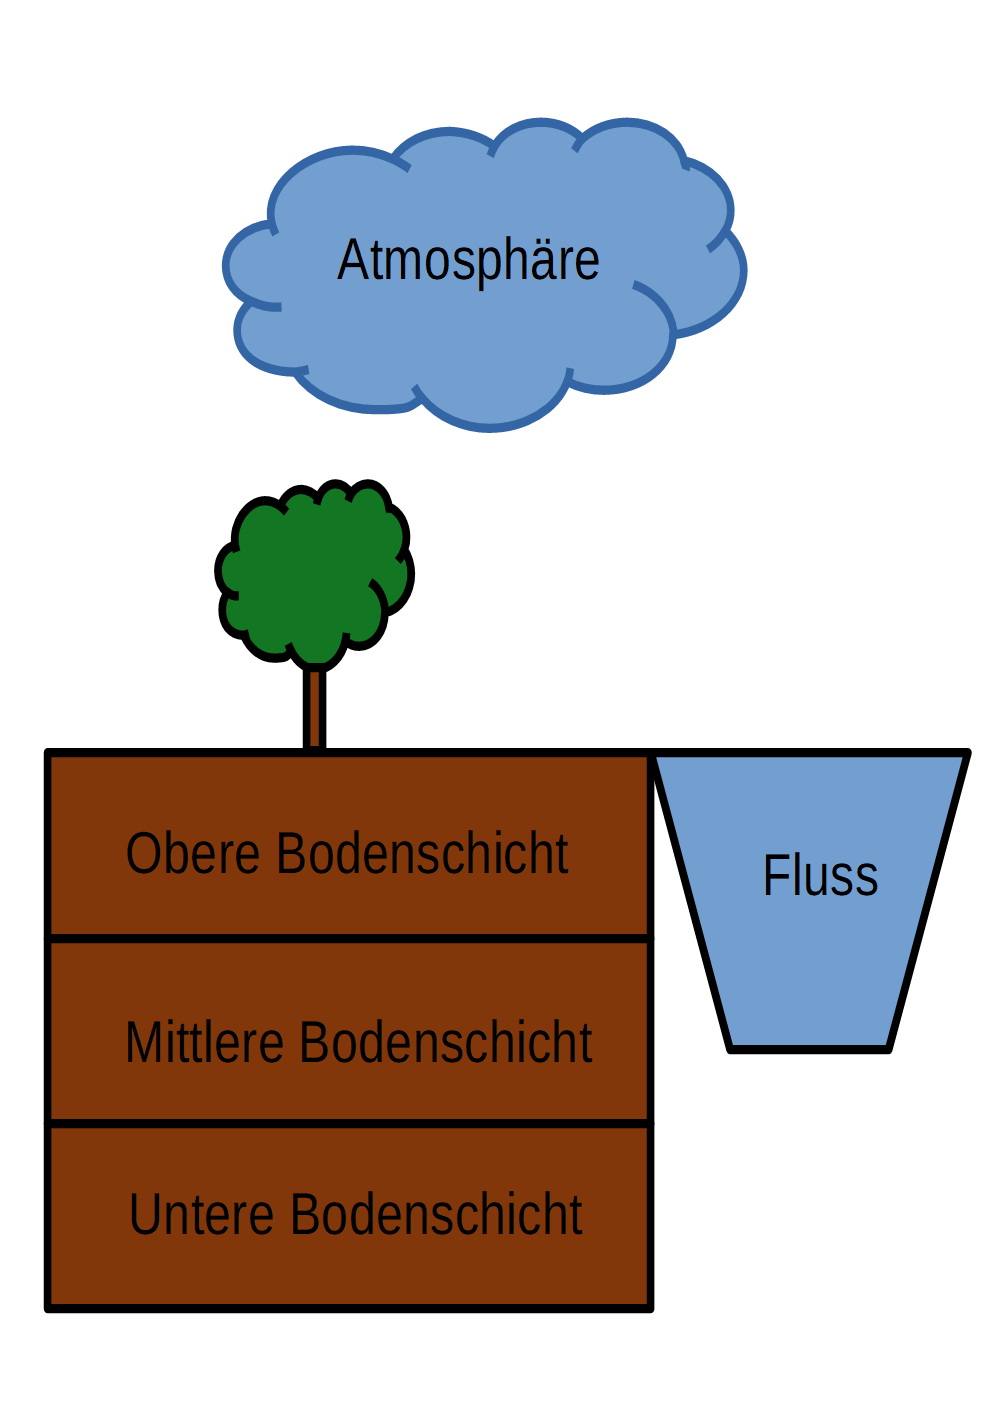 Atmosphäre
Obere Bodenschicht
Fluss
Mittlere Bodenschicht
Untere Bodenschicht